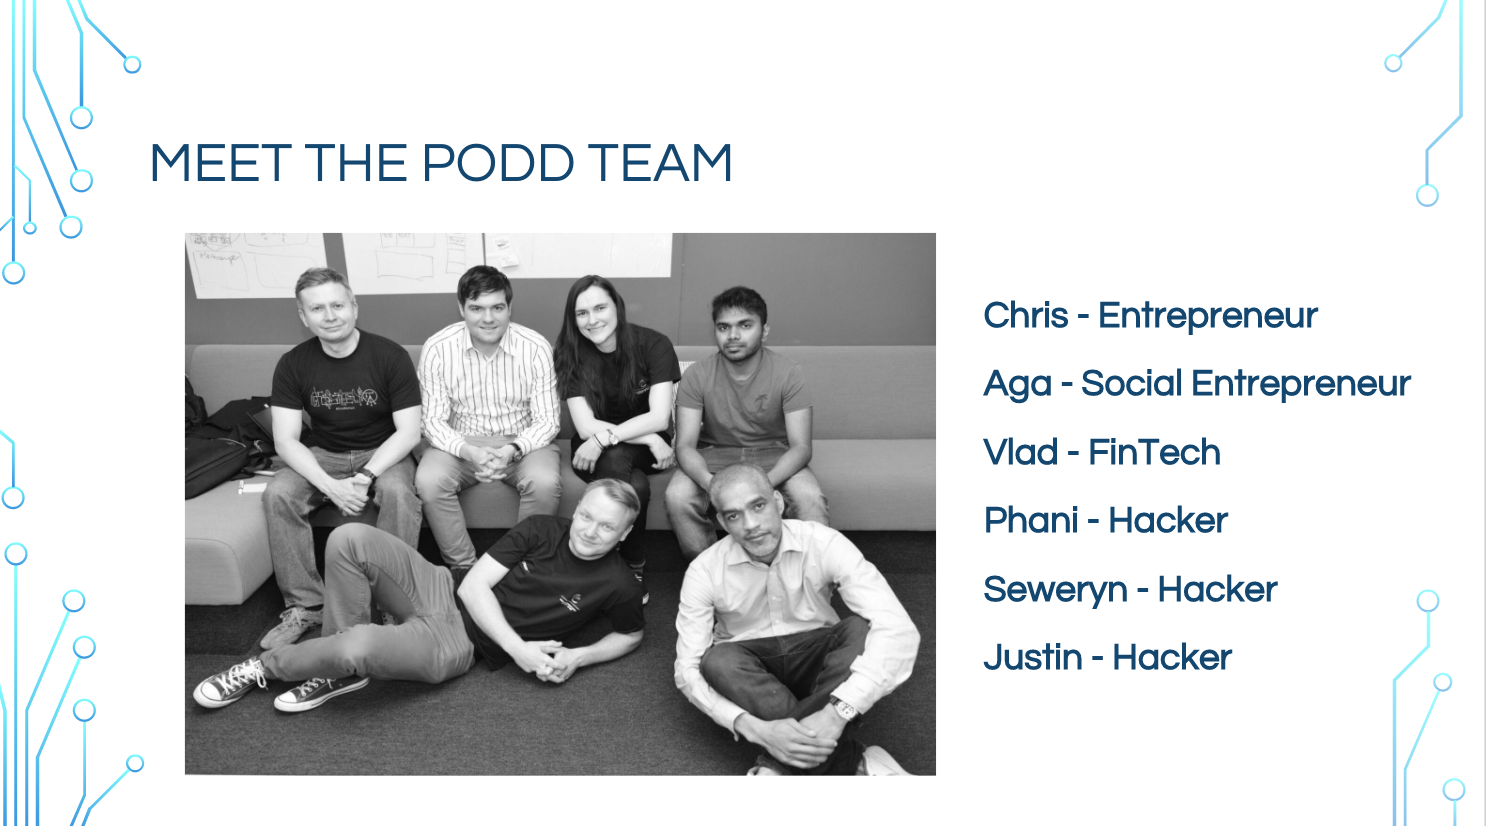 MEET THE PODD TEAM
Chris - Entrepreneur
Aga - Social Entrepreneur
Vlad - FinTech
Phani - Hacker
Seweryn - Hacker
Justin - Hacker